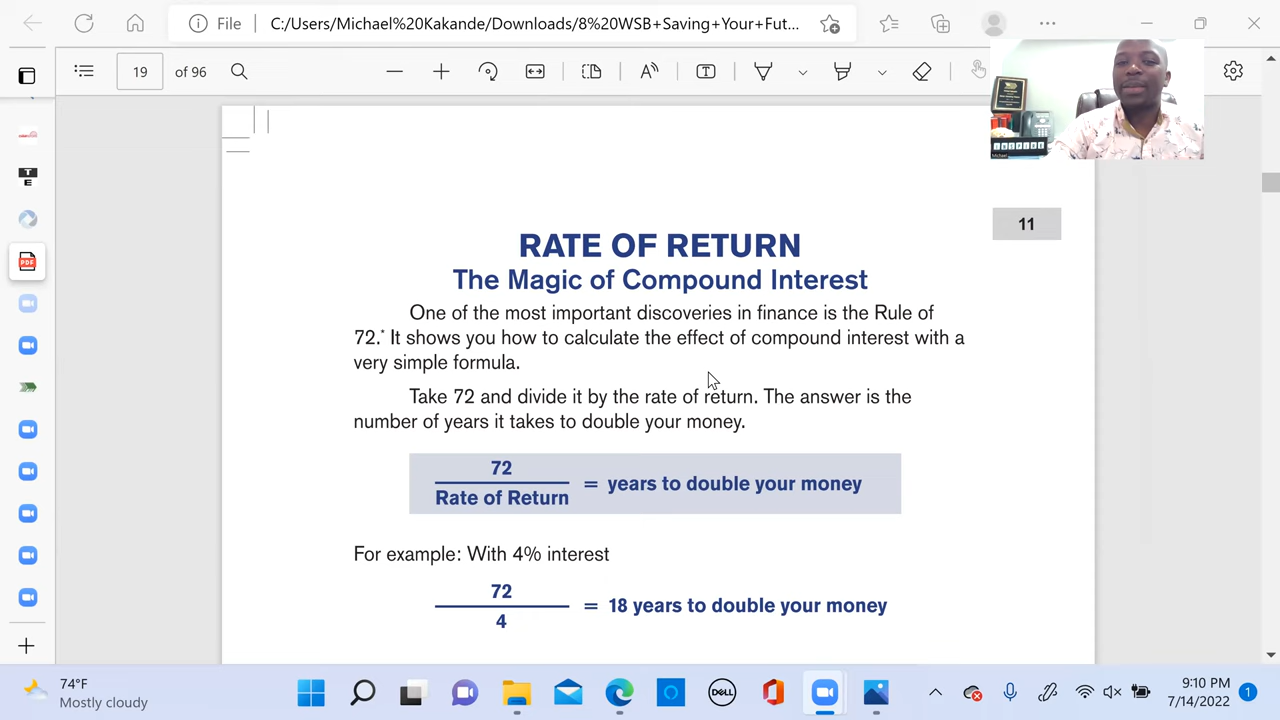 File
C:/Users/Michael%20Kakande/Downloads/8%20WSB+Saving+Your+Fut...
19
of 96
11
RATE OF RETURN
The Magic of Compound Interest
One of the most important discoveries in finance is the Rule of
72.* It shows you how to calculate the effect of compound interest with a
very simple formula.
Take 72 and divide it by the rate of return. The answer is the
number of years it takes to double your money.
72
Rate of Return
= years to double your money
For example: With 4% interest
72
4
= 18 years to double your money
Michael
T
E
PDF
DELL
74°F
Mostly cloudy
9:10 PM
7/14/2022
1